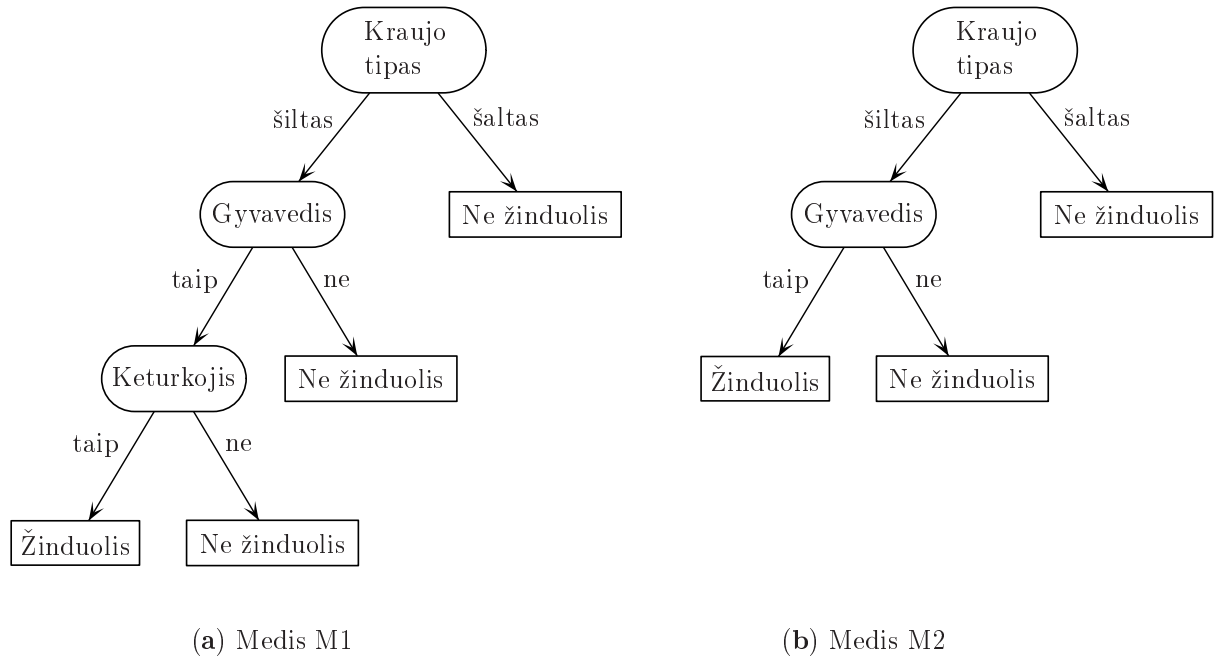 Kraujo
tipas
šiltas
šaltas
Gyvavedis
Ne žinduolis
taip
ne
Keturkojis
Ne žinduolis
taip
ne
Žinduolis
Ne žinduolis
(a) Medis M1
Kraujo
tipas
šiltas
šaltas
Gyvavedis
Ne žinduolis
taip
ne
Žinduolis
Ne žinduolis
(b) Medis M2